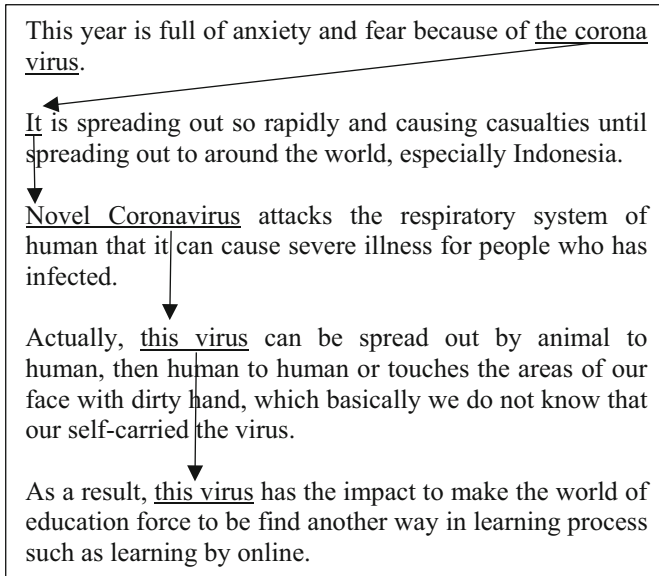 This year is full of anxiety and fear because of the corona
virus.
It is spreading out so rapidly and causing casualties until
spreading out to around the world, especially Indonesia.
Novel Coronavirus attacks the respiratory system of
human that it can cause severe illness for people who has
infected.
Actually, this virus can be spread out by animal to
human, then human to human or touches the areas of our
face with dirty hand, which basically we do not know that
our self-carried the virus.
As a result, this virus has the impact to make the world of
education force to be find another way in learning process
such as learning by online.